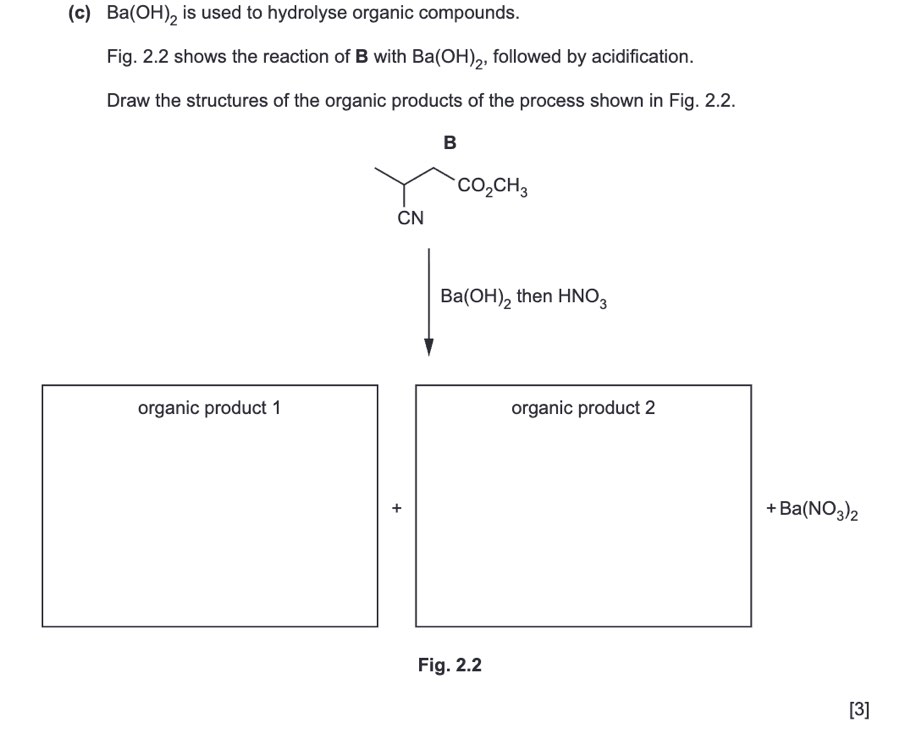 (c) Ba(OH)₂ is used to hydrolyse organic compounds.
Fig. 2.2 shows the reaction of B with Ba(OH)₂, followed by acidification.
Draw the structures of the organic products of the process shown in Fig. 2.2.
B
CO₂CH₃
CN
Ba(OH)₂ then HNO₃
organic product 1
organic product 2
+
+ Ba(NO₃)₂
Fig. 2.2
[3]